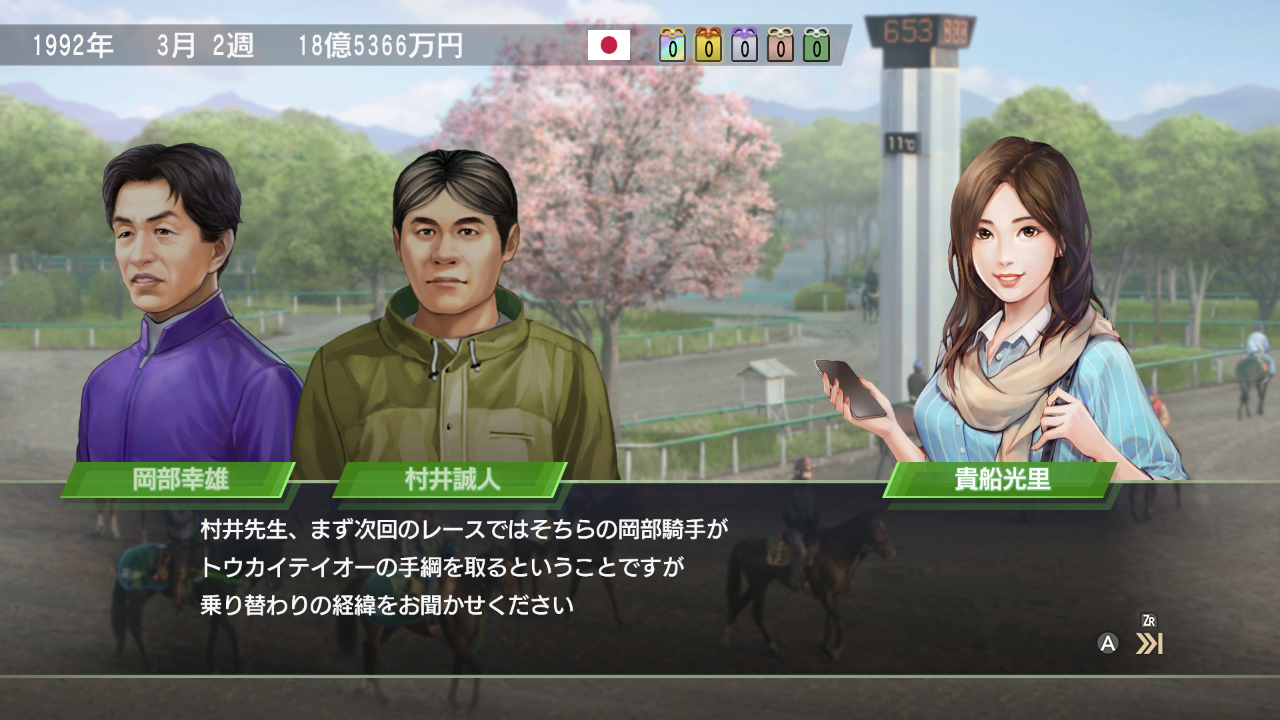 1992年 3月 2週 18億5366万円
0 0 0 0 0
653
11℃
岡部幸雄
村井誠人
貴船光里
村井先生、まず次回のレースではそちらの岡部騎手が
トウカイテイオーの手綱を取るということですが
乗り替わりの経緯をお聞かせください
ZR
A